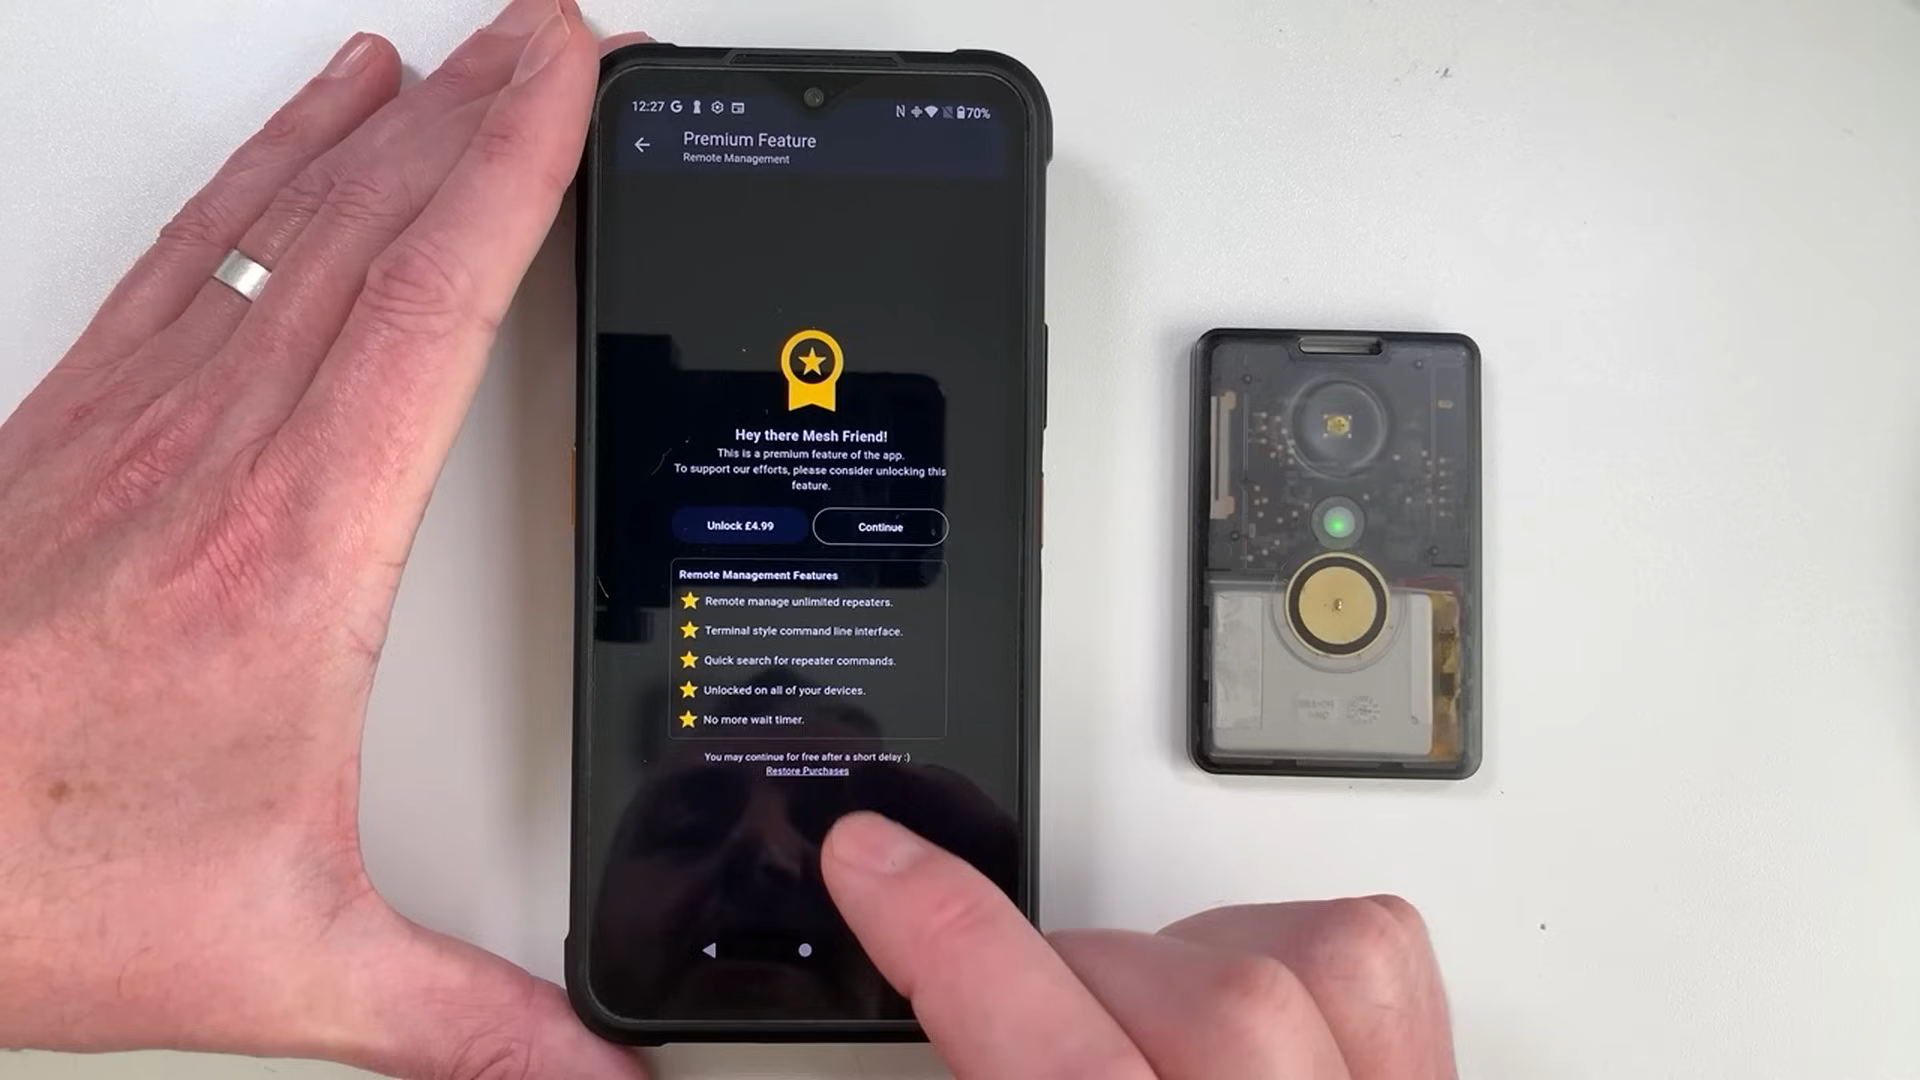 12:27
70%
Premium Feature
Remote Management
Hey there Mesh Friend!
This is a premium feature of the app.
To support our efforts, please consider unlocking this
feature.
Unlock £4.99
Continue
Remote Management Features
Remote manage unlimited repeaters.
Terminal style command line interface.
Quick search for repeater commands.
Unlocked on all of your devices.
No more wait timer.
You may continue for free after a short delay :)
Restore Purchases